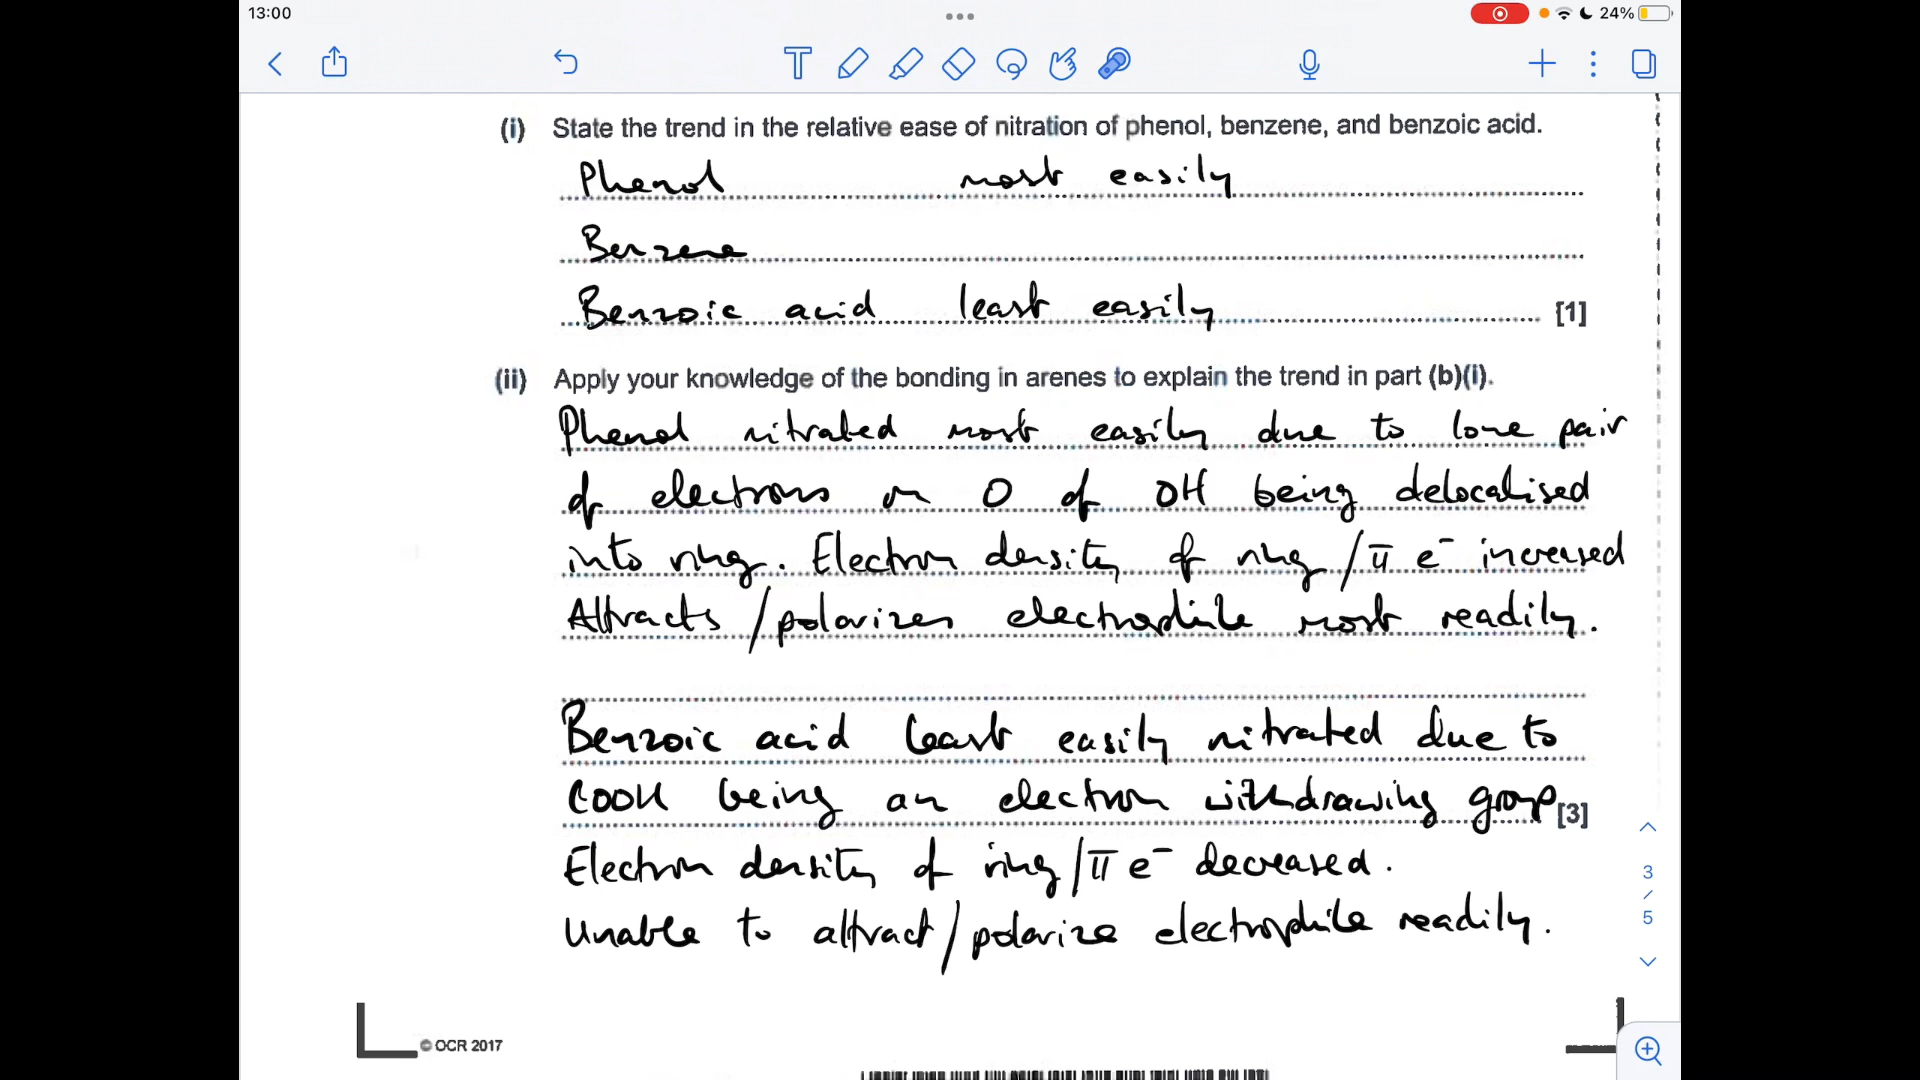 13:00
24%
(i) State the trend in the relative ease of nitration of phenol, benzene, and benzoic acid.
Phenol most easily
Benzene
Benzoic acid least easily [1]
(ii) Apply your knowledge of the bonding in arenes to explain the trend in part (b)(i).
Phenol nitrated most easily due to lone pair
of electrons on O of OH being delocalised
into ring. Electron density of ring / π e⁻ increased
Attracts / polarizes electrophile most readily.
Benzoic acid least easily nitrated due to
COOH being an electron withdrawing group [3]
Electron density of ring / π e⁻ decreased.
Unable to attract / polarize electrophile readily.
3
/
5
© OCR 2017